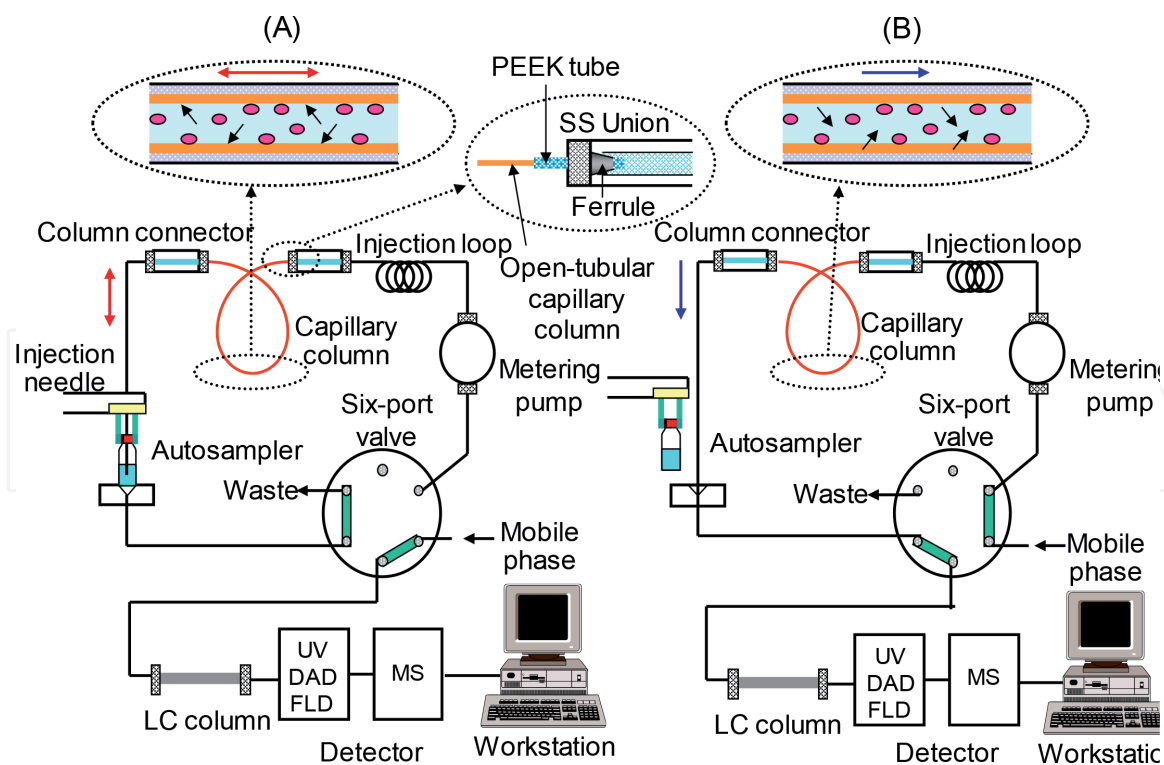 (A)
PEEK tube
SS Union
Ferrule
Column connector
Injection loop
Open-tubular
capillary
column
Capillary
column
Injection
needle
Metering
pump
Six-port
valve
Autosampler
Waste
Mobile
phase
UV
DAD
FLD
MS
LC column
Detector
Workstation
(B)
Column connector
Injection loop
Capillary
column
Metering
pump
Six-port
valve
Autosampler
Waste
Mobile
phase
UV
DAD
FLD
MS
LC column
Detector
Workstatio